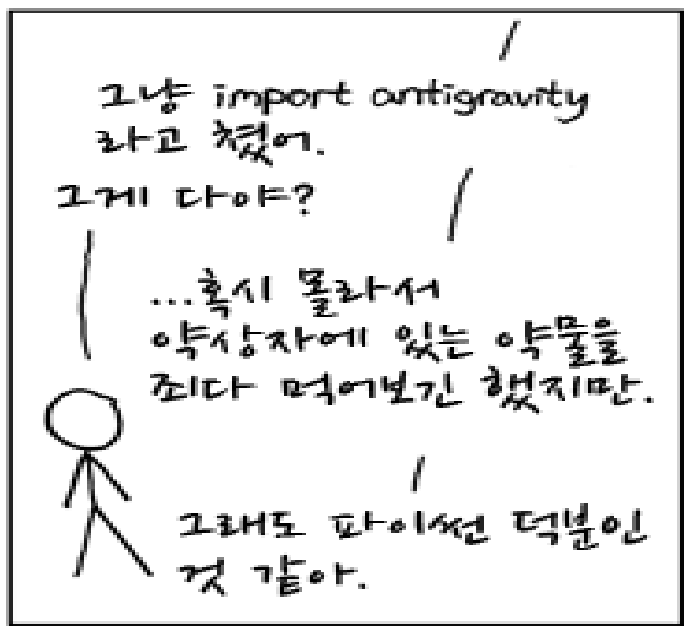 그냥 import antigravity
라고 쳤어.
그게 다야?
...혹시 몰라서
약상자에 있는 약물을
죄다 먹어보긴 했지만.
그래도 파이썬 덕분인
것 같아.